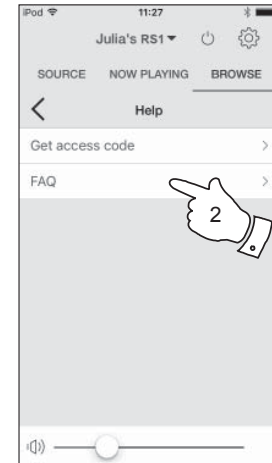 iPod 11:27
Julia's RS1
SOURCE NOW PLAYING BROWSE
Help
Get access code
FAQ
2